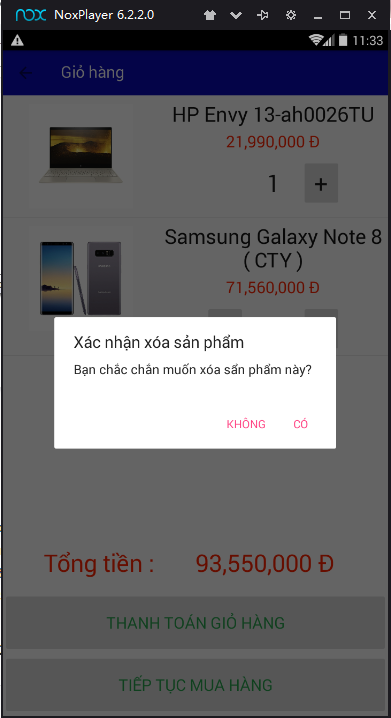 nox NoxPlayer 6.2.2.0
11:33
Giỏ hàng
HP Envy 13-ah0026TU
21,990,000 Đ
1 +
Samsung Galaxy Note 8
( CTY )
71,560,000 Đ
Xác nhận xóa sản phẩm
Bạn chắc chắn muốn xóa sẩn phẩm này?
KHÔNG CÓ
Tổng tiền : 93,550,000 Đ
THANH TOÁN GIỎ HÀNG
TIẾP TỤC MUA HÀNG